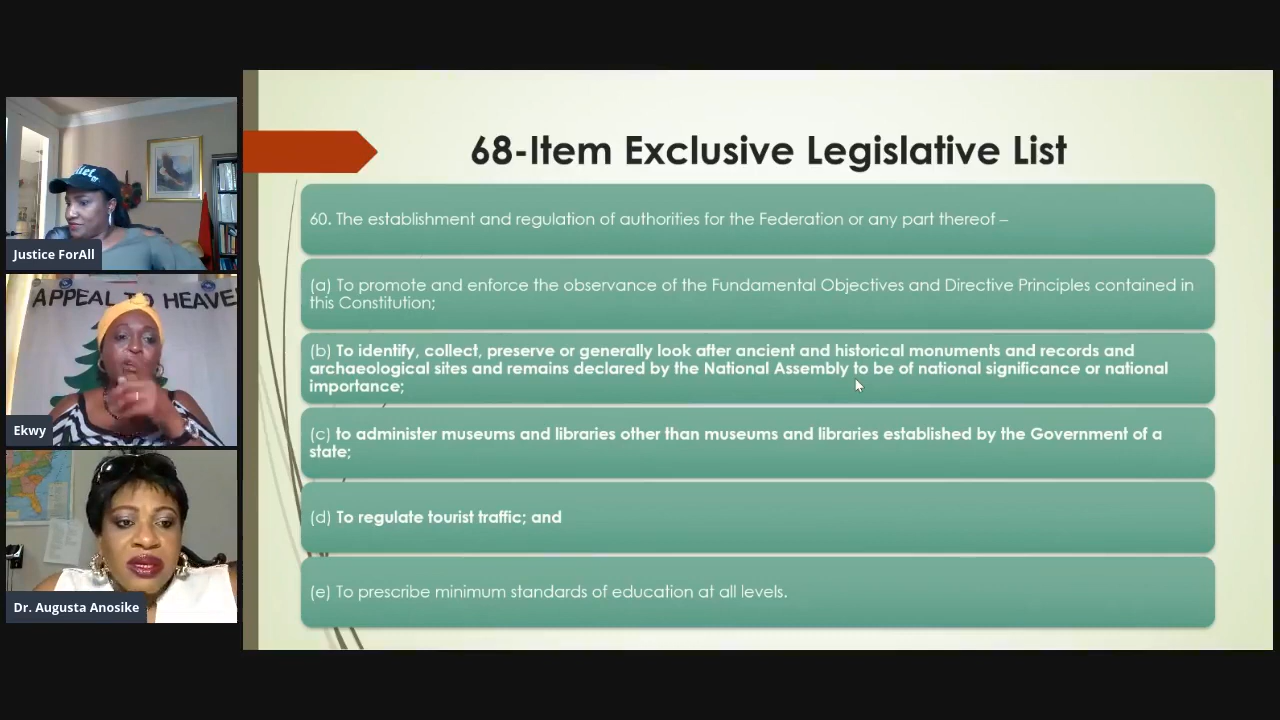 68-Item Exclusive Legislative List
60. The establishment and regulation of authorities for the Federation or any part thereof –
(a) To promote and enforce the observance of the Fundamental Objectives and Directive Principles contained in
this Constitution;
(b) To identify, collect, preserve or generally look after ancient and historical monuments and records and
archaeological sites and remains declared by the National Assembly to be of national significance or national
importance;
(c) to administer museums and libraries other than museums and libraries established by the Government of a
state;
(d) To regulate tourist traffic; and
(e) To prescribe minimum standards of education at all levels.
Justice ForAll
APPEAL TO HEAVE
Ekwy
Dr. Augusta Anosike